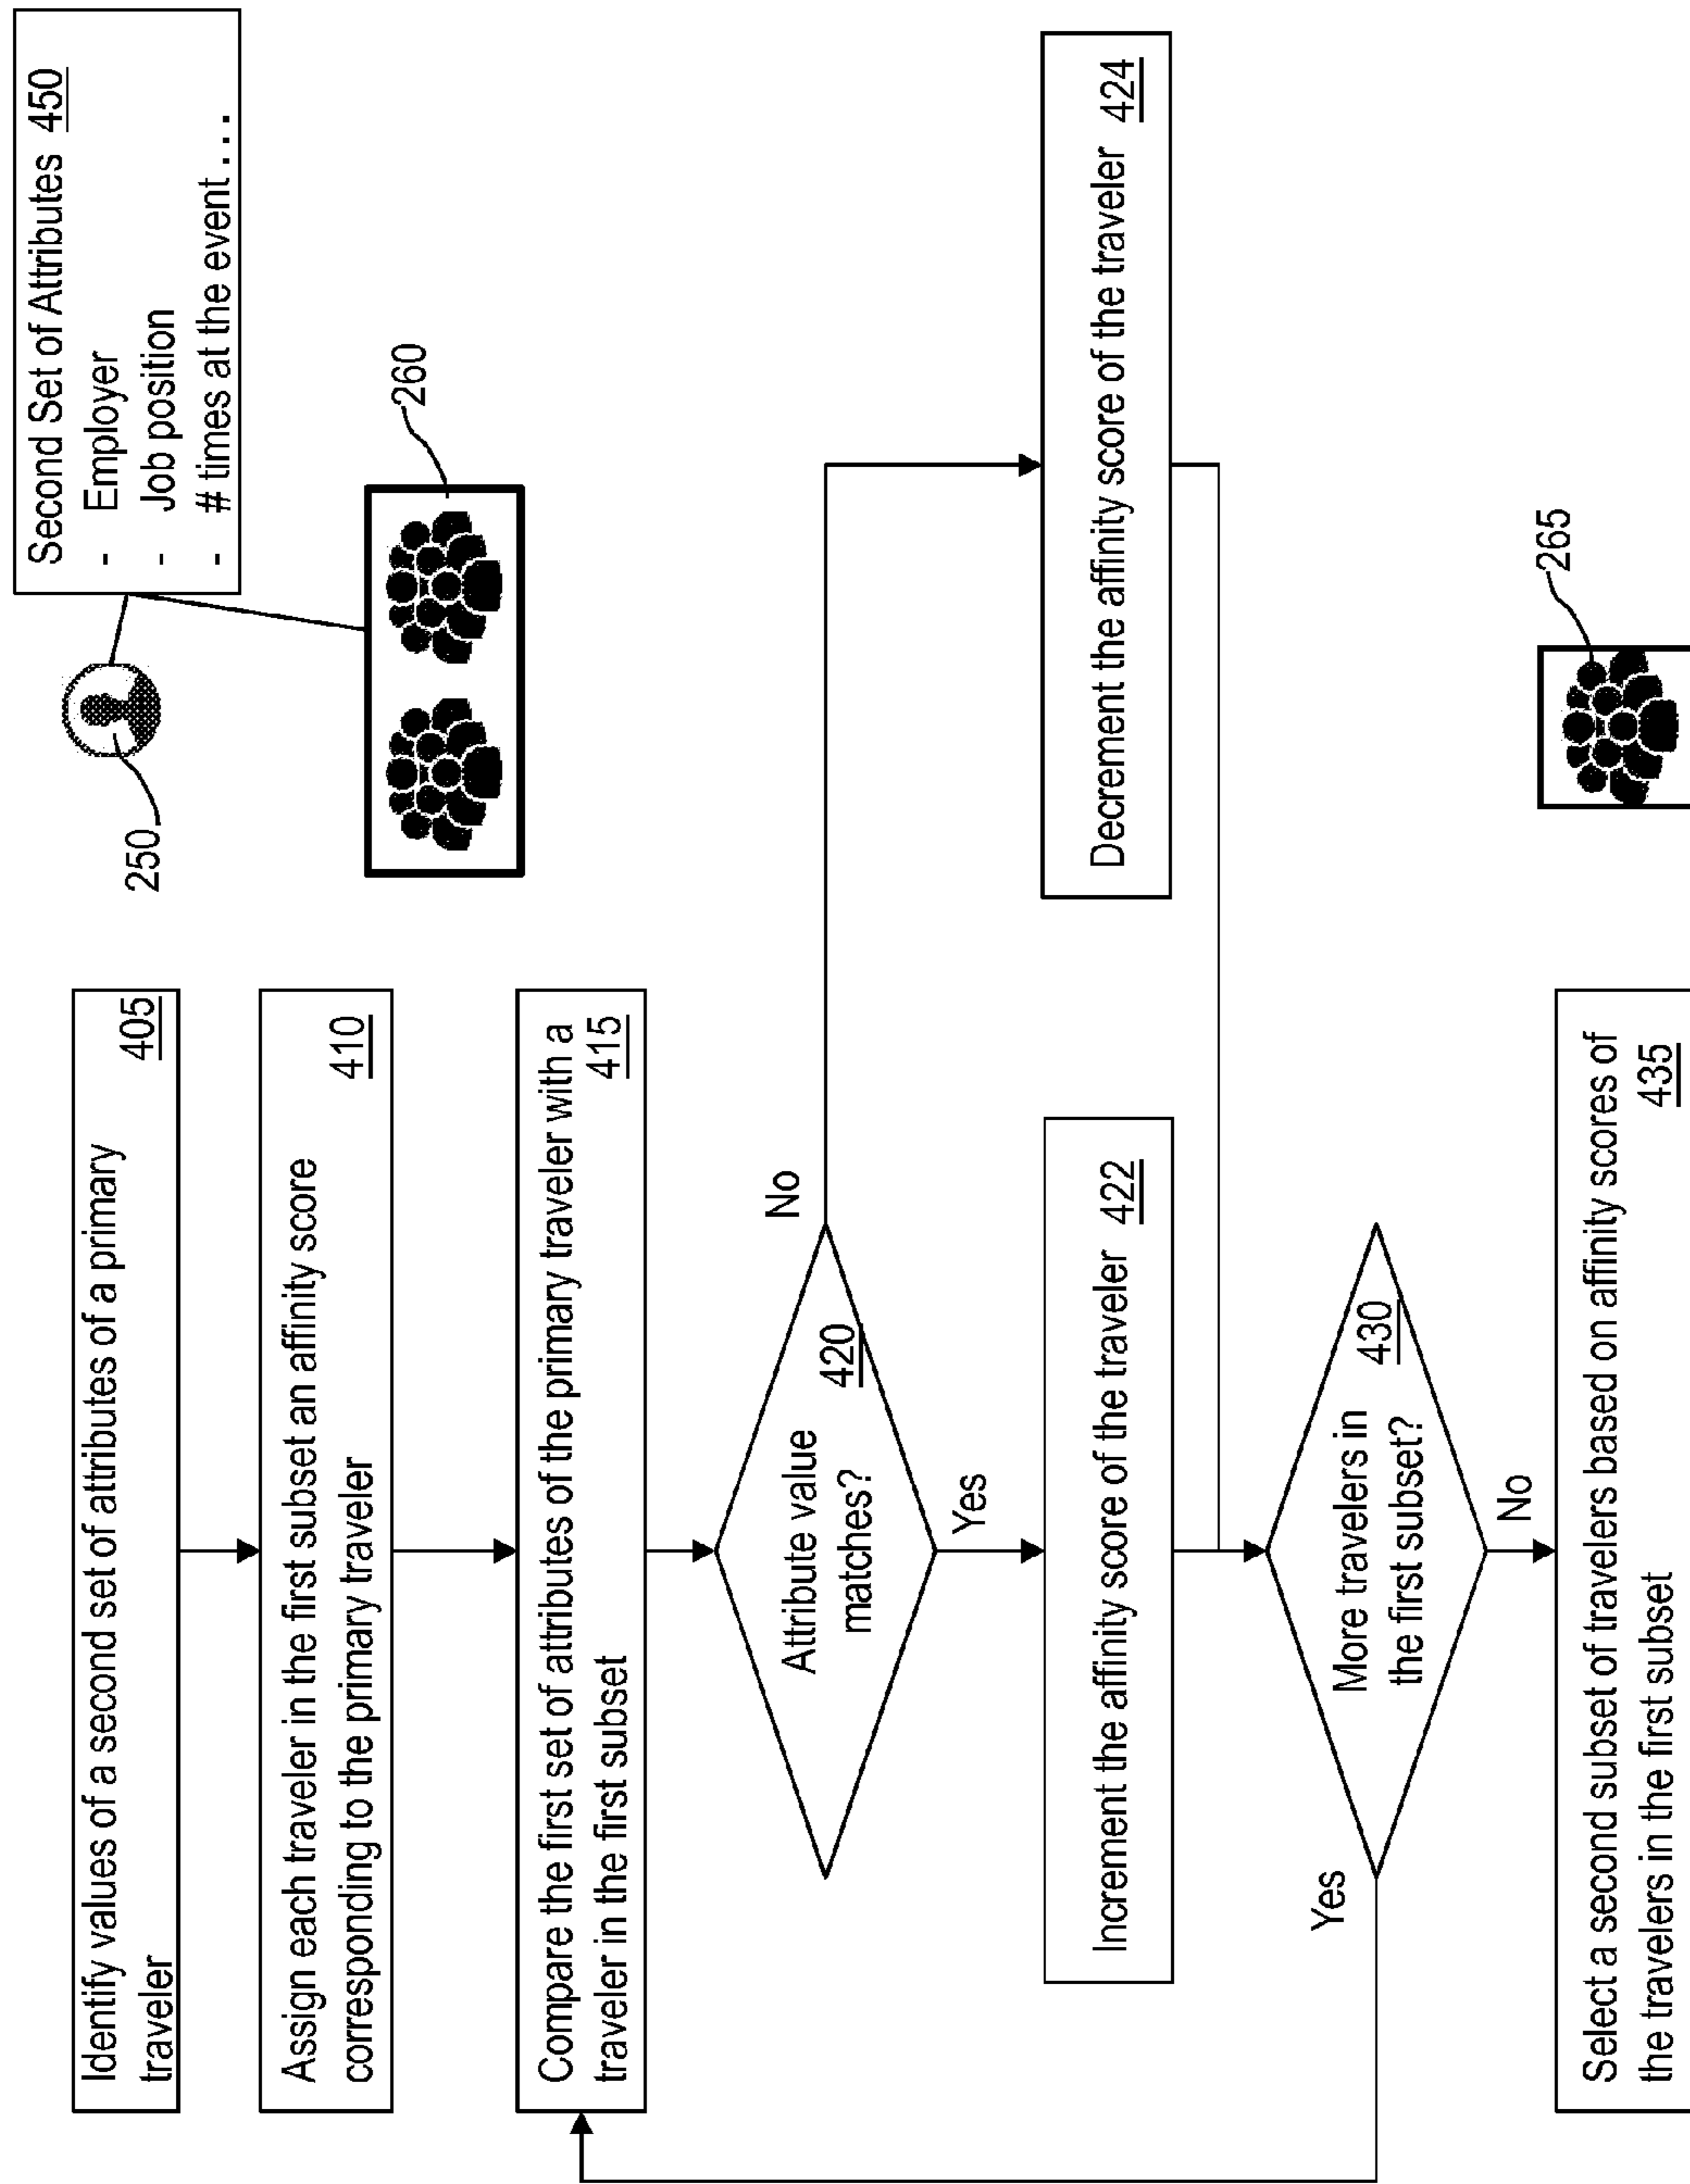 Second Set of Attributes 450
- Employer
- Job position
- # times at the event . . .
250
260
Identify values of a second set of attributes of a primary
traveler 405
Assign each traveler in the first subset an affinity score
corresponding to the primary traveler 410
Compare the first set of attributes of the primary traveler with a
traveler in the first subset 415
Attribute value
matches? 420
No
Yes
Increment the affinity score of the traveler 422
Decrement the affinity score of the traveler 424
More travelers in
the first subset? 430
Yes
No
Select a second subset of travelers based on affinity scores of
the travelers in the first subset 435
265